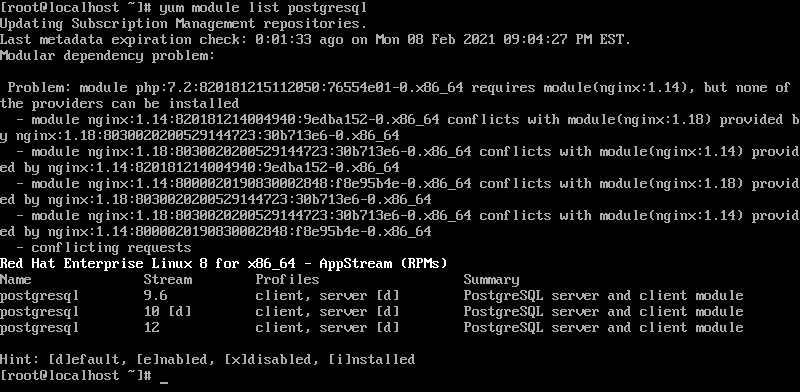 [root@localhost ~]# yum module list postgresql
Updating Subscription Management repositories.
Last metadata expiration check: 0:01:33 ago on Mon 08 Feb 2021 09:04:27 PM EST.
Modular dependency problem:

 Problem: module php:7.2:820181215112050:76554e01-0.x86_64 requires module(nginx:1.14), but none of
the providers can be installed
  - module nginx:1.14:820181214004940:9edba152-0.x86_64 conflicts with module(nginx:1.18) provided b
y nginx:1.18:8030020200529144723:30b713e6-0.x86_64
  - module nginx:1.18:8030020200529144723:30b713e6-0.x86_64 conflicts with module(nginx:1.14) provid
ed by nginx:1.14:820181214004940:9edba152-0.x86_64
  - module nginx:1.14:8000020190830002848:f8e95b4e-0.x86_64 conflicts with module(nginx:1.18) provid
ed by nginx:1.18:8030020200529144723:30b713e6-0.x86_64
  - module nginx:1.18:8030020200529144723:30b713e6-0.x86_64 conflicts with module(nginx:1.14) provid
ed by nginx:1.14:8000020190830002848:f8e95b4e-0.x86_64
  - conflicting requests
Red Hat Enterprise Linux 8 for x86_64 - AppStream (RPMs)
Name Stream Profiles Summary
postgresql 9.6 client, server [d] PostgreSQL server and client module
postgresql 10 [d] client, server [d] PostgreSQL server and client module
postgresql 12 client, server [d] PostgreSQL server and client module

Hint: [d]efault, [e]nabled, [x]disabled, [i]nstalled
[root@localhost ~]# _